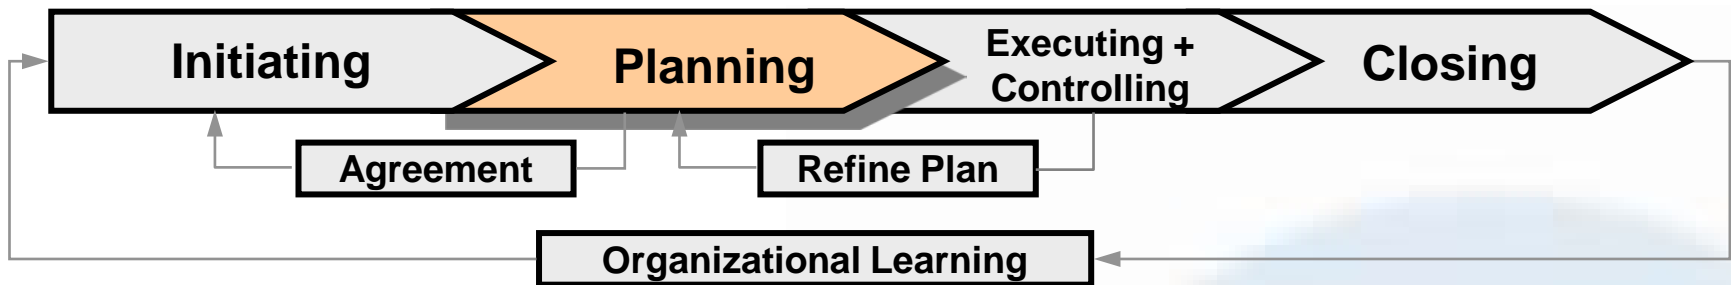 Initiating
Planning
Executing +
Controlling
Closing
Agreement
Refine Plan
Organizational Learning